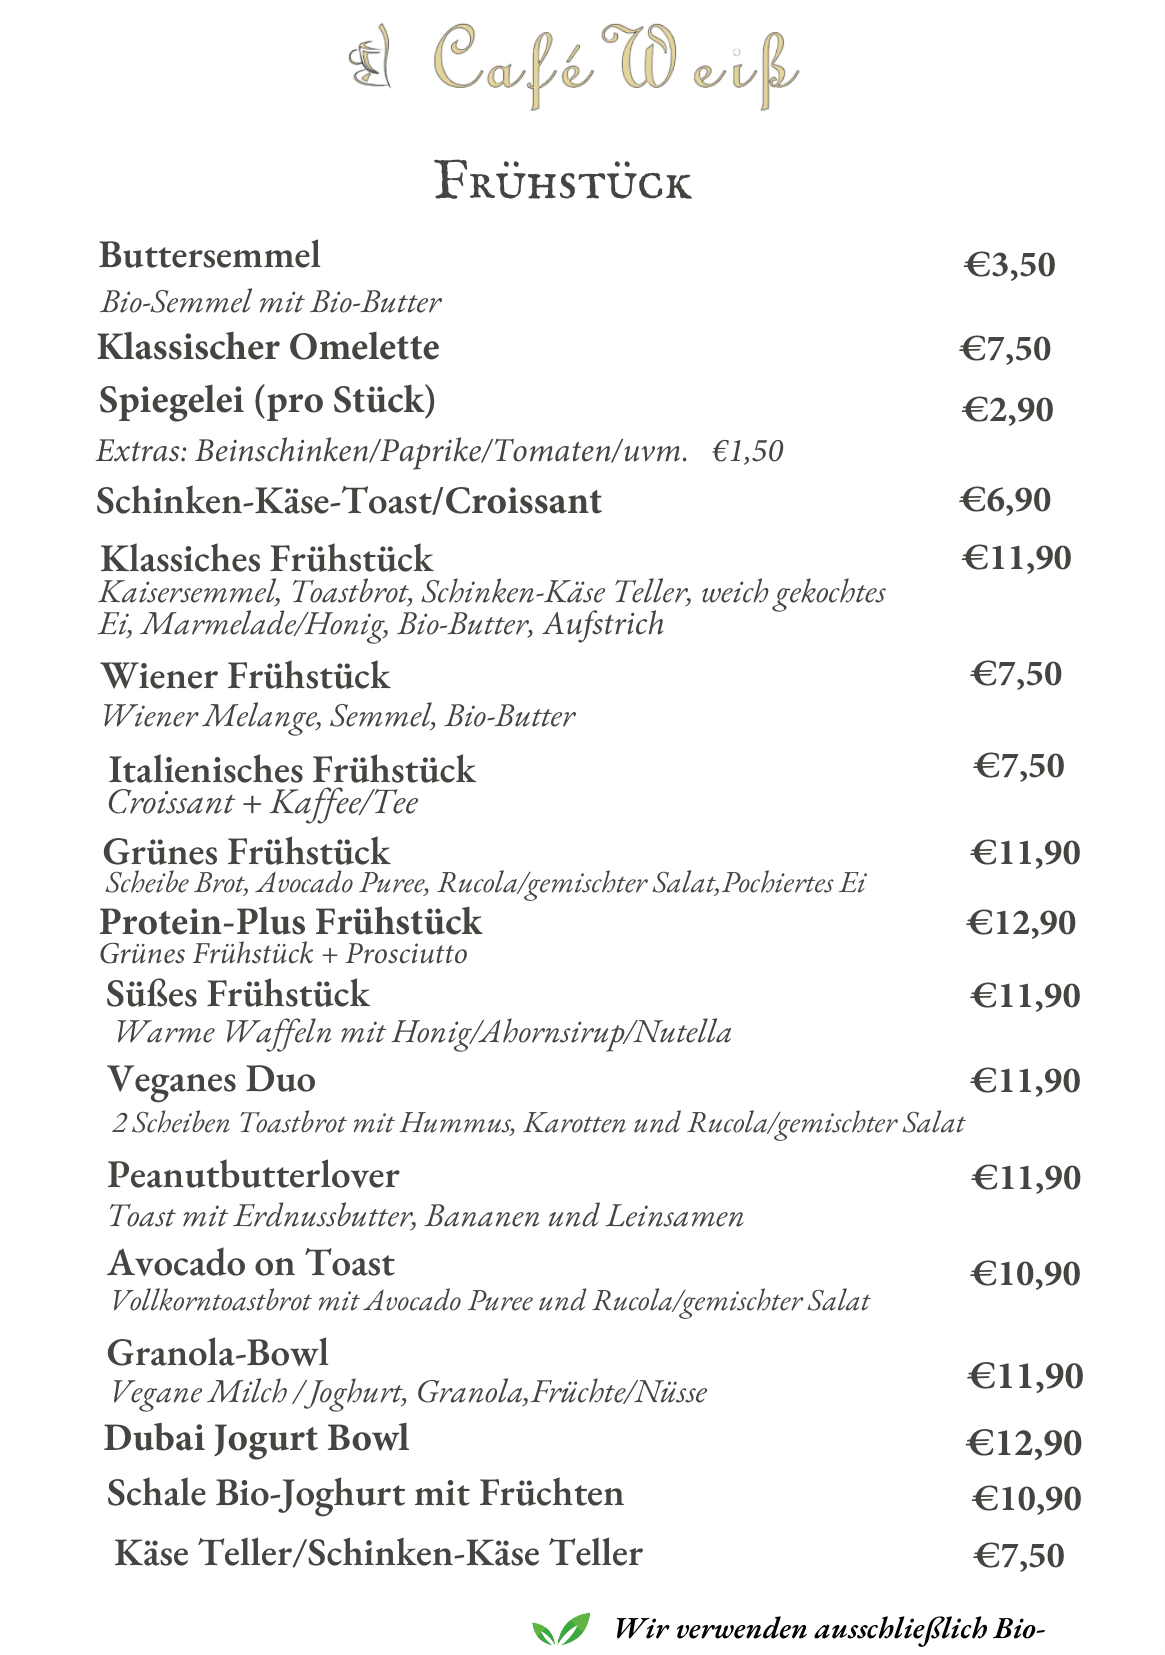 Café Weiß
Frühstück
Buttersemmel €3,50
Bio-Semmel mit Bio-Butter
Klassischer Omelette €7,50
Spiegelei (pro Stück) €2,90
Extras: Beinschinken/Paprike/Tomaten/uvm. €1,50
Schinken-Käse-Toast/Croissant €6,90
Klassiches Frühstück €11,90
Kaisersemmel, Toastbrot, Schinken-Käse Teller, weich gekochtes
Ei, Marmelade/Honig, Bio-Butter, Aufstrich
Wiener Frühstück €7,50
Wiener Melange, Semmel, Bio-Butter
Italienisches Frühstück €7,50
Croissant + Kaffee/Tee
Grünes Frühstück €11,90
Scheibe Brot, Avocado Puree, Rucola/gemischter Salat,Pochiertes Ei
Protein-Plus Frühstück €12,90
Grünes Frühstück + Prosciutto
Süßes Frühstück €11,90
Warme Waffeln mit Honig/Ahornsirup/Nutella
Veganes Duo €11,90
2 Scheiben Toastbrot mit Hummus, Karotten und Rucola/gemischter Salat
Peanutbutterlover €11,90
Toast mit Erdnussbutter, Bananen und Leinsamen
Avocado on Toast €10,90
Vollkorntoastbrot mit Avocado Puree und Rucola/gemischter Salat
Granola-Bowl €11,90
Vegane Milch / Joghurt, Granola,Früchte/Nüsse
Dubai Jogurt Bowl €12,90
Schale Bio-Joghurt mit Früchten €10,90
Käse Teller/Schinken-Käse Teller €7,50
Wir verwenden ausschließlich Bio-